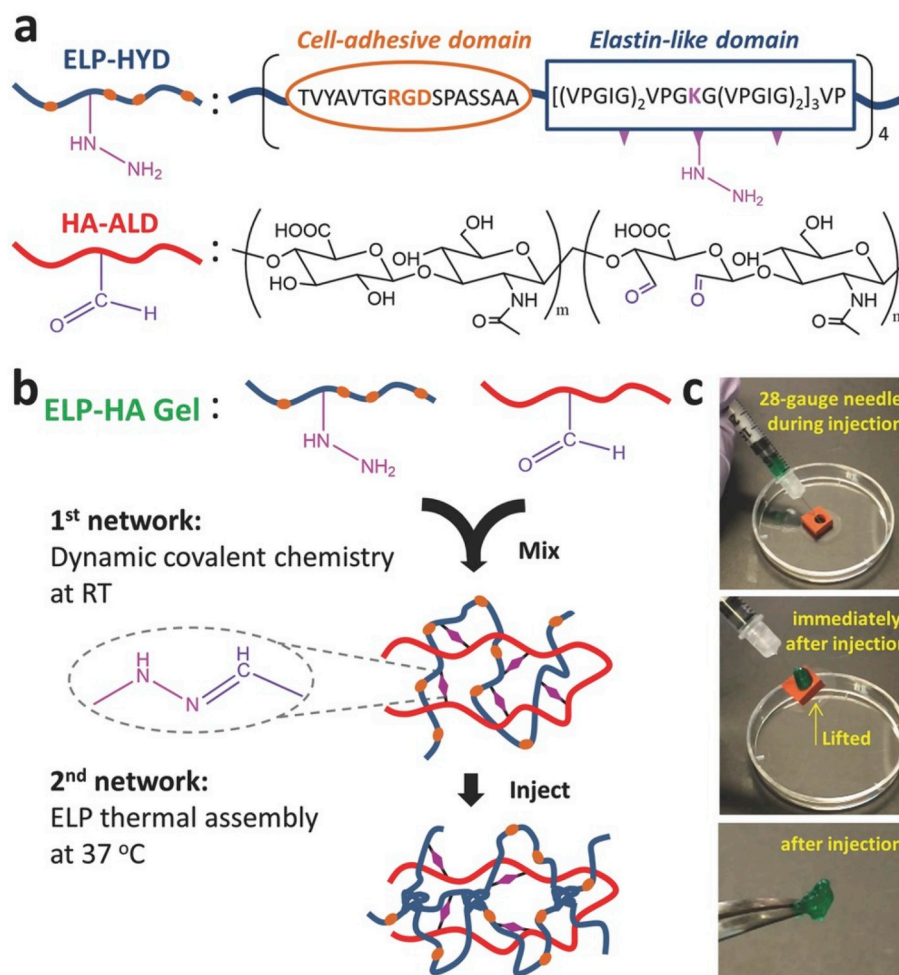 a
Cell-adhesive domain
Elastin-like domain
ELP-HYD
:
TVYAVTGRGDSPASSAA
[(VPGIG)2VPGKG(VPGIG)2]3VP
4
HN
NH2
HN
NH2
HA-ALD
:
HOOC
OH
OH
HOOC
OH
OH
O
O
HO
O
O
O
O
O
HO
O
HO
OH
NH
O
O
NH
C
H
O
O
m
O
n
b
c
ELP-HA Gel :
HN
NH2
C
H
O
28-gauge needle
during injection
1st network:
Dynamic covalent chemistry
at RT
Mix
H
N
H
C
N
immediately
after injection
Lifted
2nd network:
ELP thermal assembly
at 37 °C
Inject
after injection